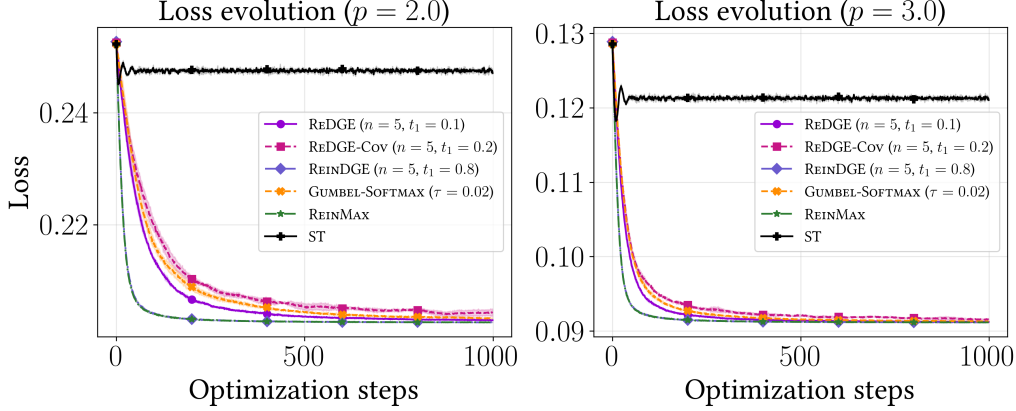 Loss evolution (p = 2.0)
Loss
0.24
0.22
0
500
1000
Optimization steps
REDGE (n = 5, t₁ = 0.1)
REDGE-COV (n = 5, t₁ = 0.2)
REINDGE (n = 5, t₁ = 0.8)
GUMBEL-SOFTMAX (τ = 0.02)
REINMAX
ST
Loss evolution (p = 3.0)
0.13
0.12
0.11
0.10
0.09
0
500
1000
Optimization steps
REDGE (n = 5, t₁ = 0.1)
REDGE-COV (n = 5, t₁ = 0.2)
REINDGE (n = 5, t₁ = 0.8)
GUMBEL-SOFTMAX (τ = 0.02)
REINMAX
ST